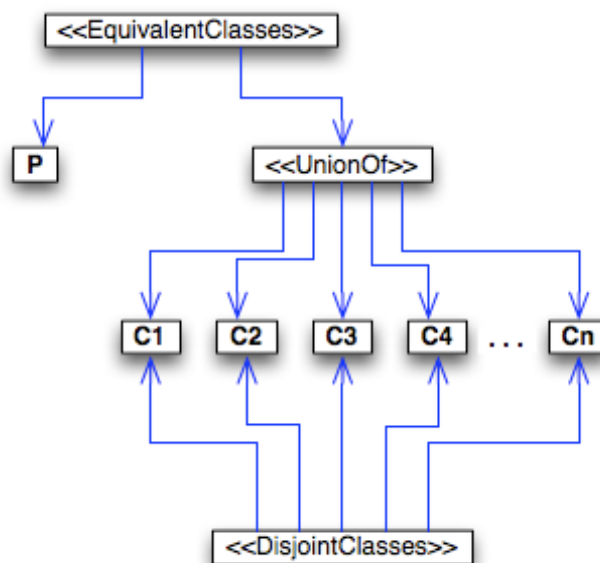 <<EquivalentClasses>>
P
<<UnionOf>>
C1 C2 C3 C4 ... Cn
<<DisjointClasses>>